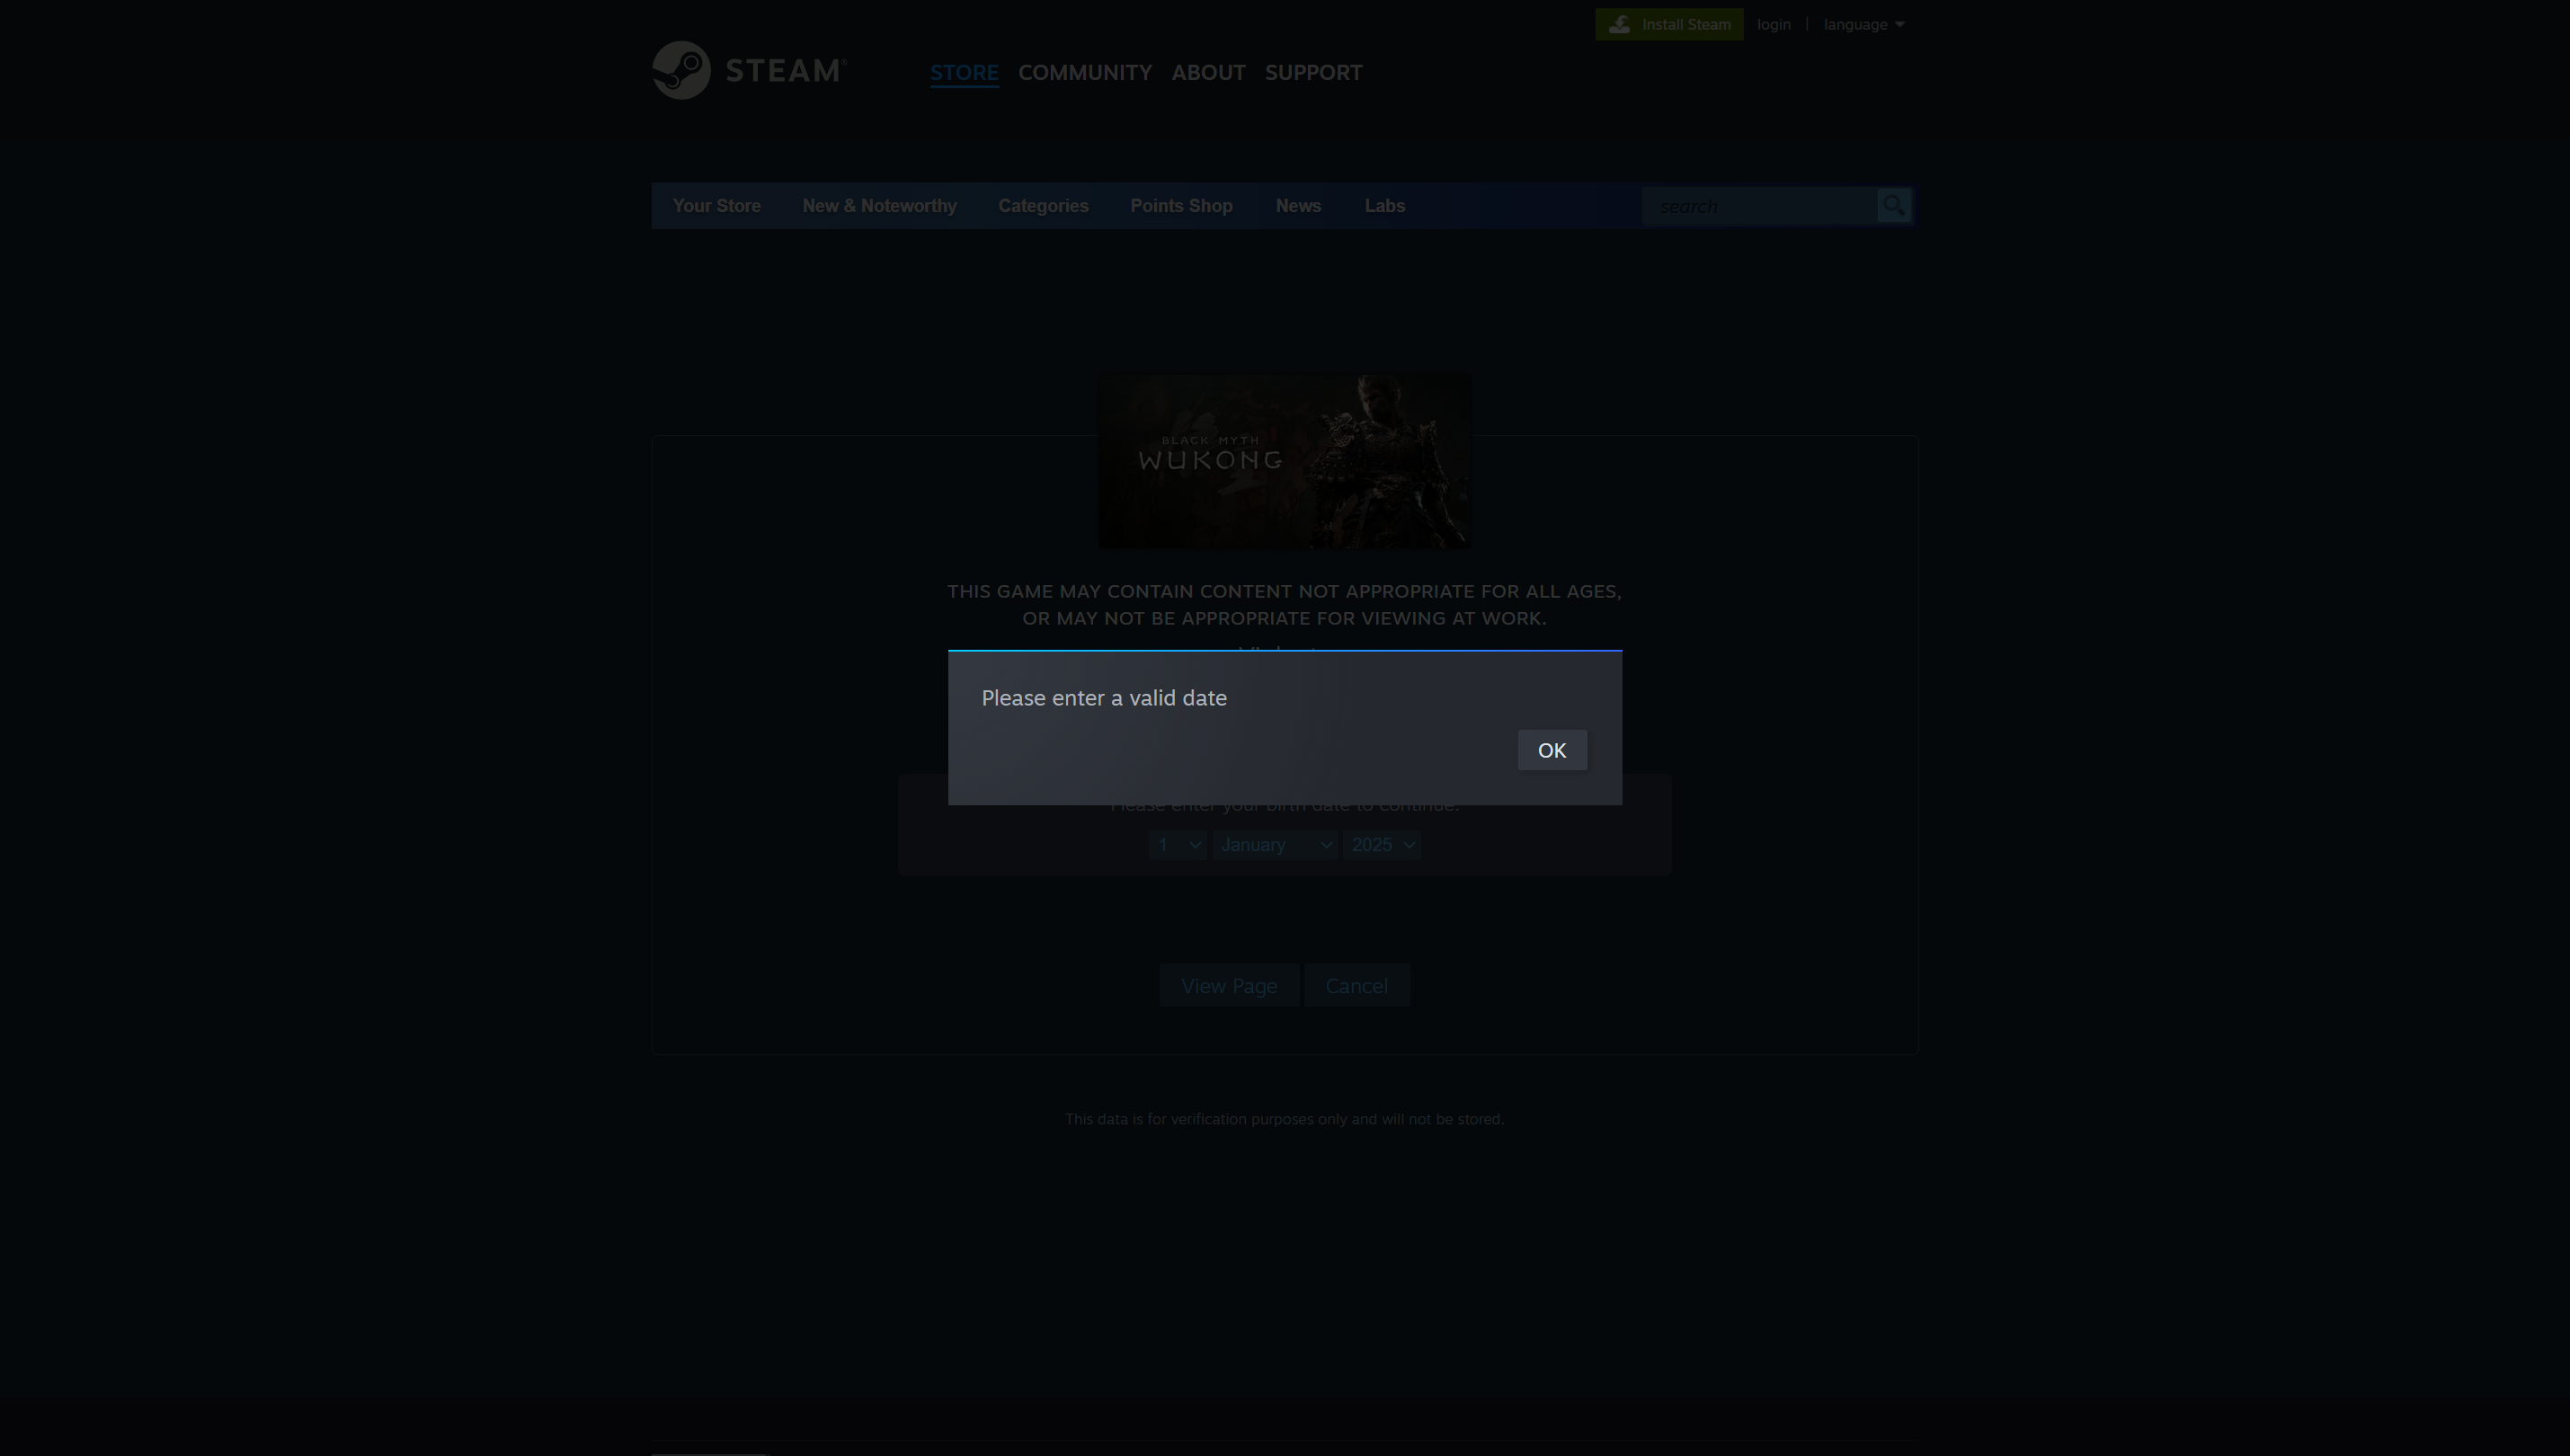 Install Steam login | language
STEAM®
STORE COMMUNITY ABOUT SUPPORT
Your Store New & Noteworthy Categories Points Shop News Labs search
BLACK MYTH
WUKONG
THIS GAME MAY CONTAIN CONTENT NOT APPROPRIATE FOR ALL AGES,
OR MAY NOT BE APPROPRIATE FOR VIEWING AT WORK.
Please enter a valid date
OK
Please enter your birth date to continue:
1 January 2025
View Page Cancel
This data is for verification purposes only and will not be stored.